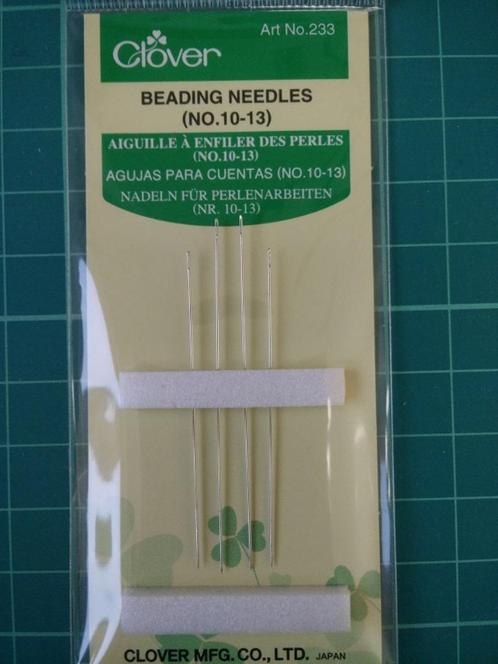 Art No.233
Clover
BEADING NEEDLES
(NO.10-13)
AIGUILLE À ENFILER DES PERLES
(NO.10-13)
AGUJAS PARA CUENTAS (NO.10-13)
NADELN FÜR PERLENARBEITEN
(NR. 10-13)
CLOVER MFG.CO., LTD. JAPAN